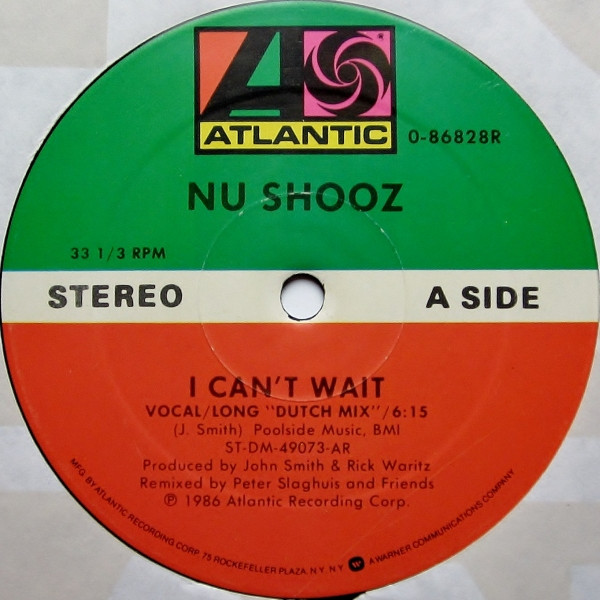 ATLANTIC
0-86828R
NU SHOOZ
33 1/3 RPM
STEREO
A SIDE
I CAN'T WAIT
VOCAL/LONG "DUTCH MIX"/6:15
(J. Smith) Poolside Music, BMI
ST-DM-49073-AR
Produced by John Smith & Rick Waritz
Remixed by Peter Slaghuis and Friends
℗ 1986 Atlantic Recording Corp.
MFG. BY ATLANTIC RECORDING CORP. 75 ROCKEFELLER PLAZA, N.Y. N.Y. W A WARNER COMMUNICATIONS COMPANY